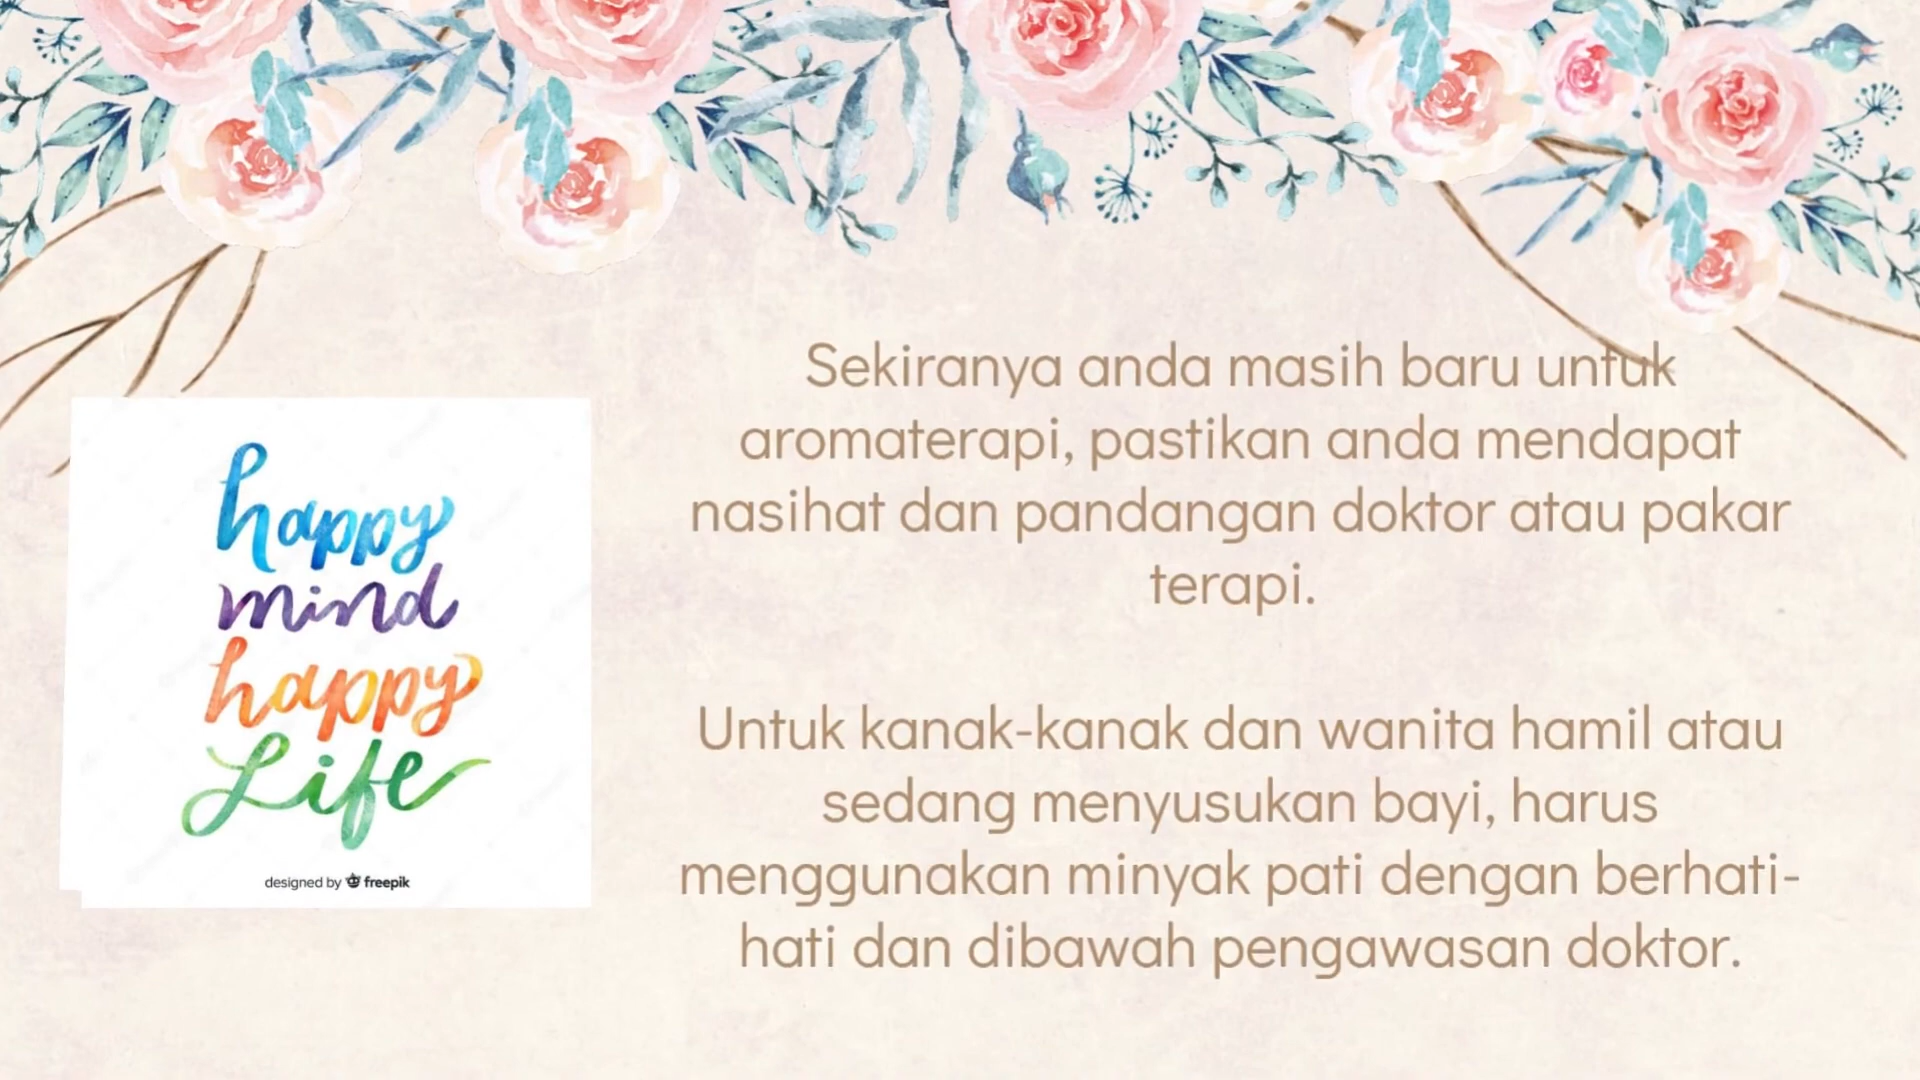 happy
mind
happy
Life
designed by freepik
Sekiranya anda masih baru untuk
aromaterapi, pastikan anda mendapat
nasihat dan pandangan doktor atau pakar
terapi.
Untuk kanak-kanak dan wanita hamil atau
sedang menyusukan bayi, harus
menggunakan minyak pati dengan berhati-
hati dan dibawah pengawasan doktor.